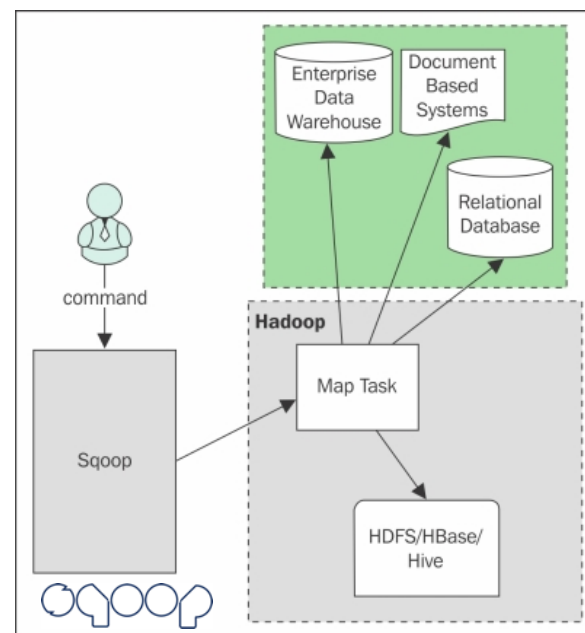 Enterprise
Data
Warehouse
Document
Based
Systems
Relational
Database
command
Hadoop
Map Task
Sqoop
HDFS/HBase/
Hive
sqoop